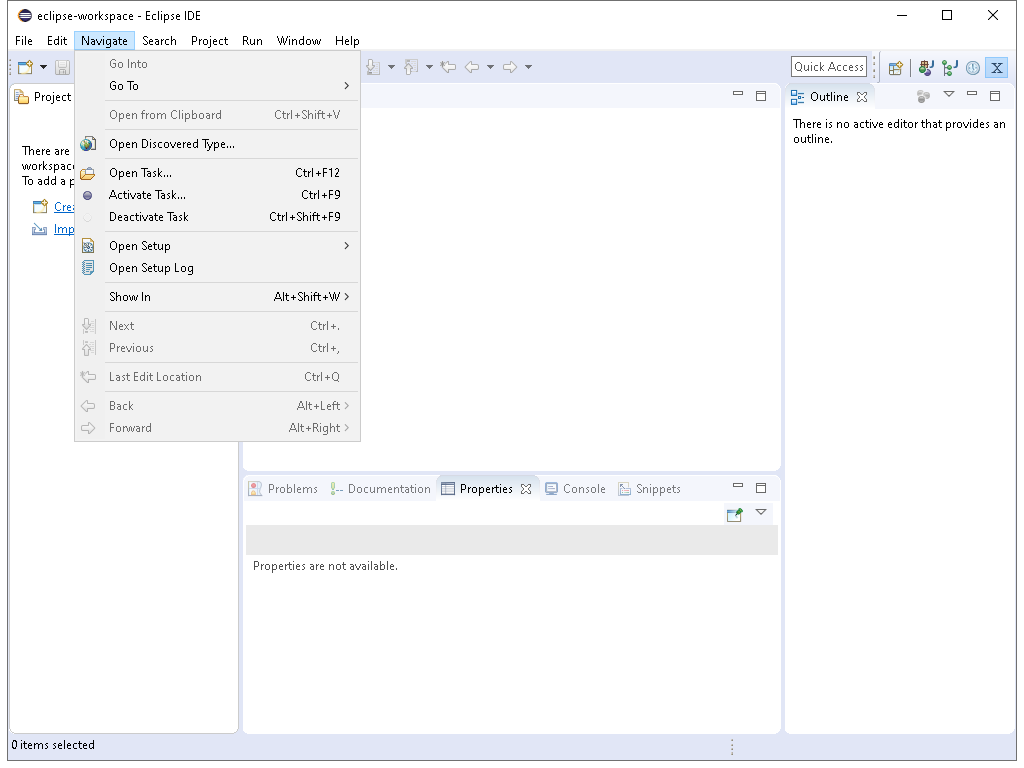 eclipse-workspace - Eclipse IDE
File Edit Navigate Search Project Run Window Help
Quick Access
Go Into
Go To
Open from Clipboard Ctrl+Shift+V
Open Discovered Type...
Open Task... Ctrl+F12
Activate Task... Ctrl+F9
Deactivate Task Ctrl+Shift+F9
Open Setup
Open Setup Log
Show In Alt+Shift+W
Next Ctrl+.
Previous Ctrl+,
Last Edit Location Ctrl+Q
Back Alt+Left
Forward Alt+Right
Project
There are
workspac
To add a p
Crea
Imp
Outline
There is no active editor that provides an
outline.
Problems Documentation Properties Console Snippets
Properties are not available.
0 items selected